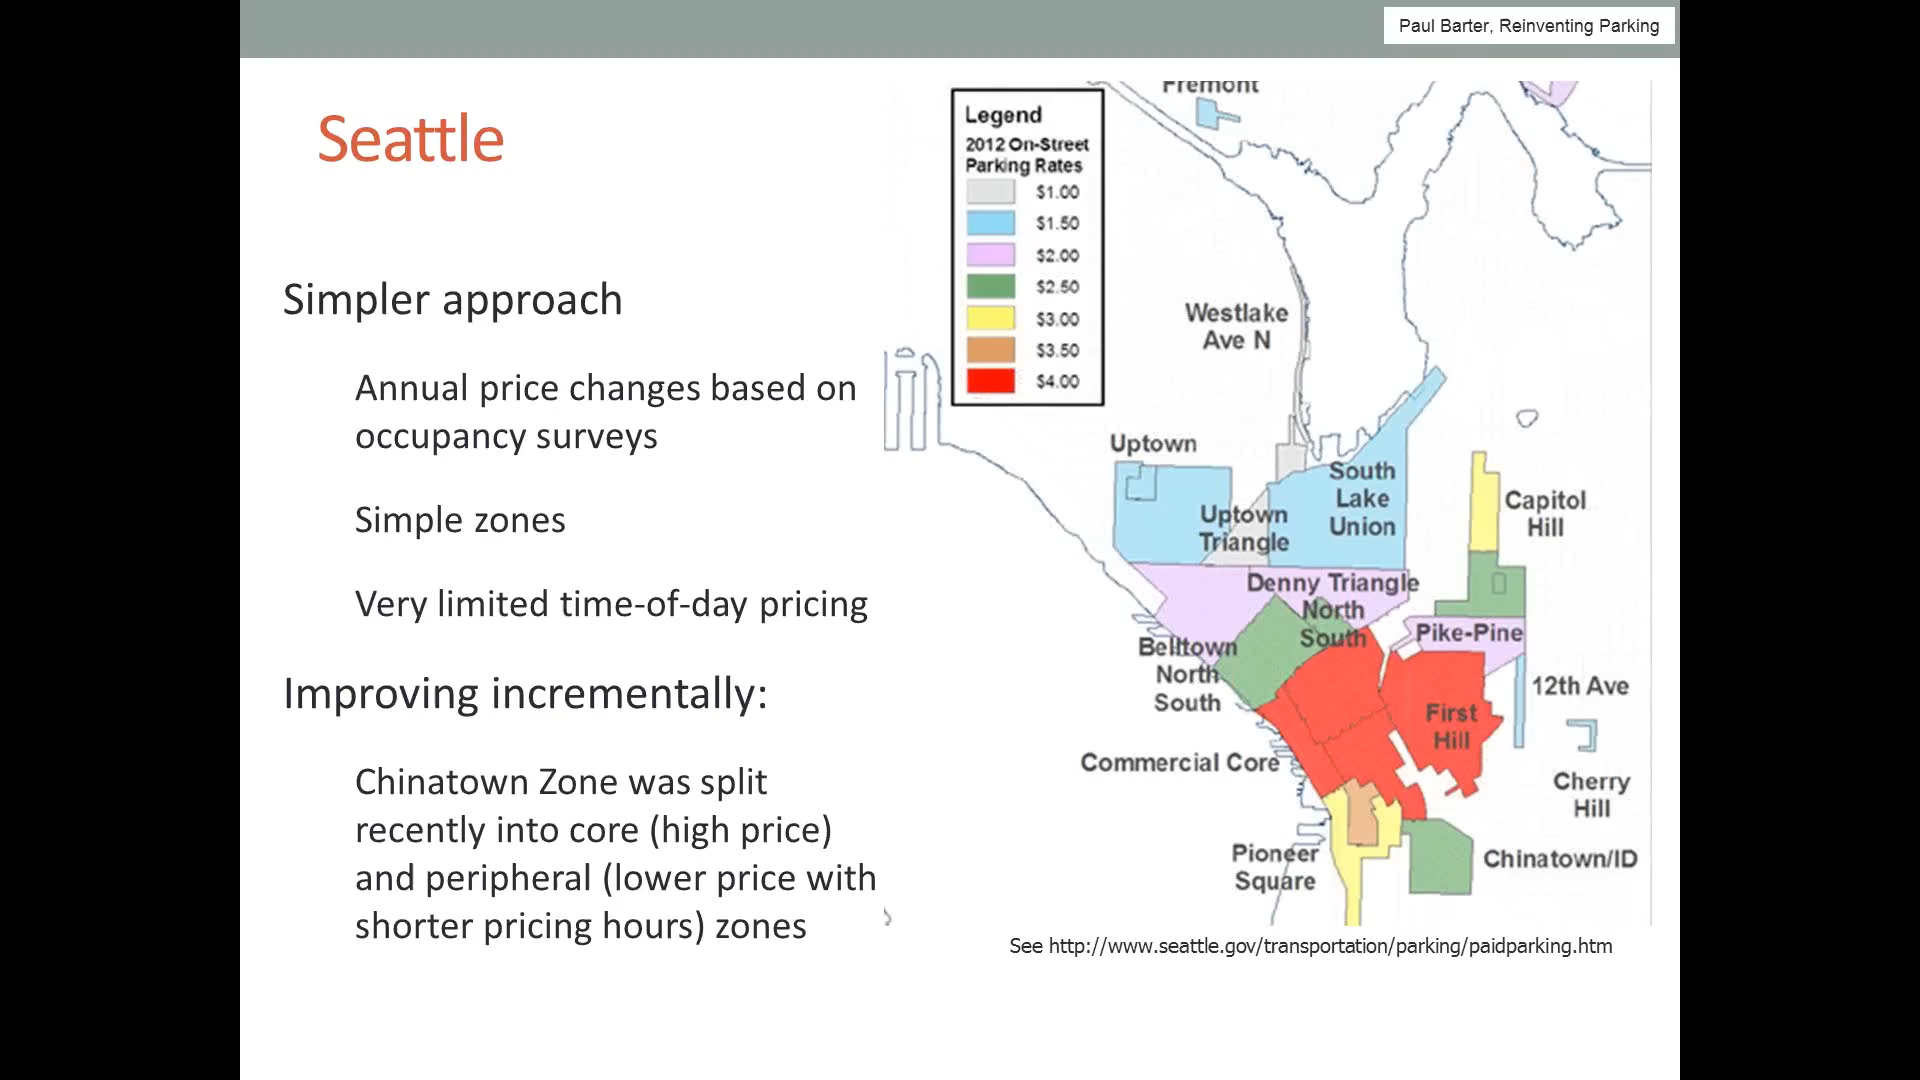 Paul Barter, Reinventing Parking
Seattle
Simpler approach
Annual price changes based on
occupancy surveys
Simple zones
Very limited time-of-day pricing
Improving incrementally:
Chinatown Zone was split
recently into core (high price)
and peripheral (lower price with
shorter pricing hours) zones
Legend
2012 On-Street
Parking Rates
$1.00
$1.50
$2.00
$2.50
$3.00
$3.50
$4.00
Fremont
Westlake
Ave N
Uptown
Uptown
Triangle
South
Lake
Union
Capitol
Hill
Denny Triangle
North
South
Pike-Pine
Belltown
North
South
12th Ave
First
Hill
Commercial Core
Cherry
Hill
Pioneer
Square
Chinatown/ID
See http://www.seattle.gov/transportation/parking/paidparking.htm